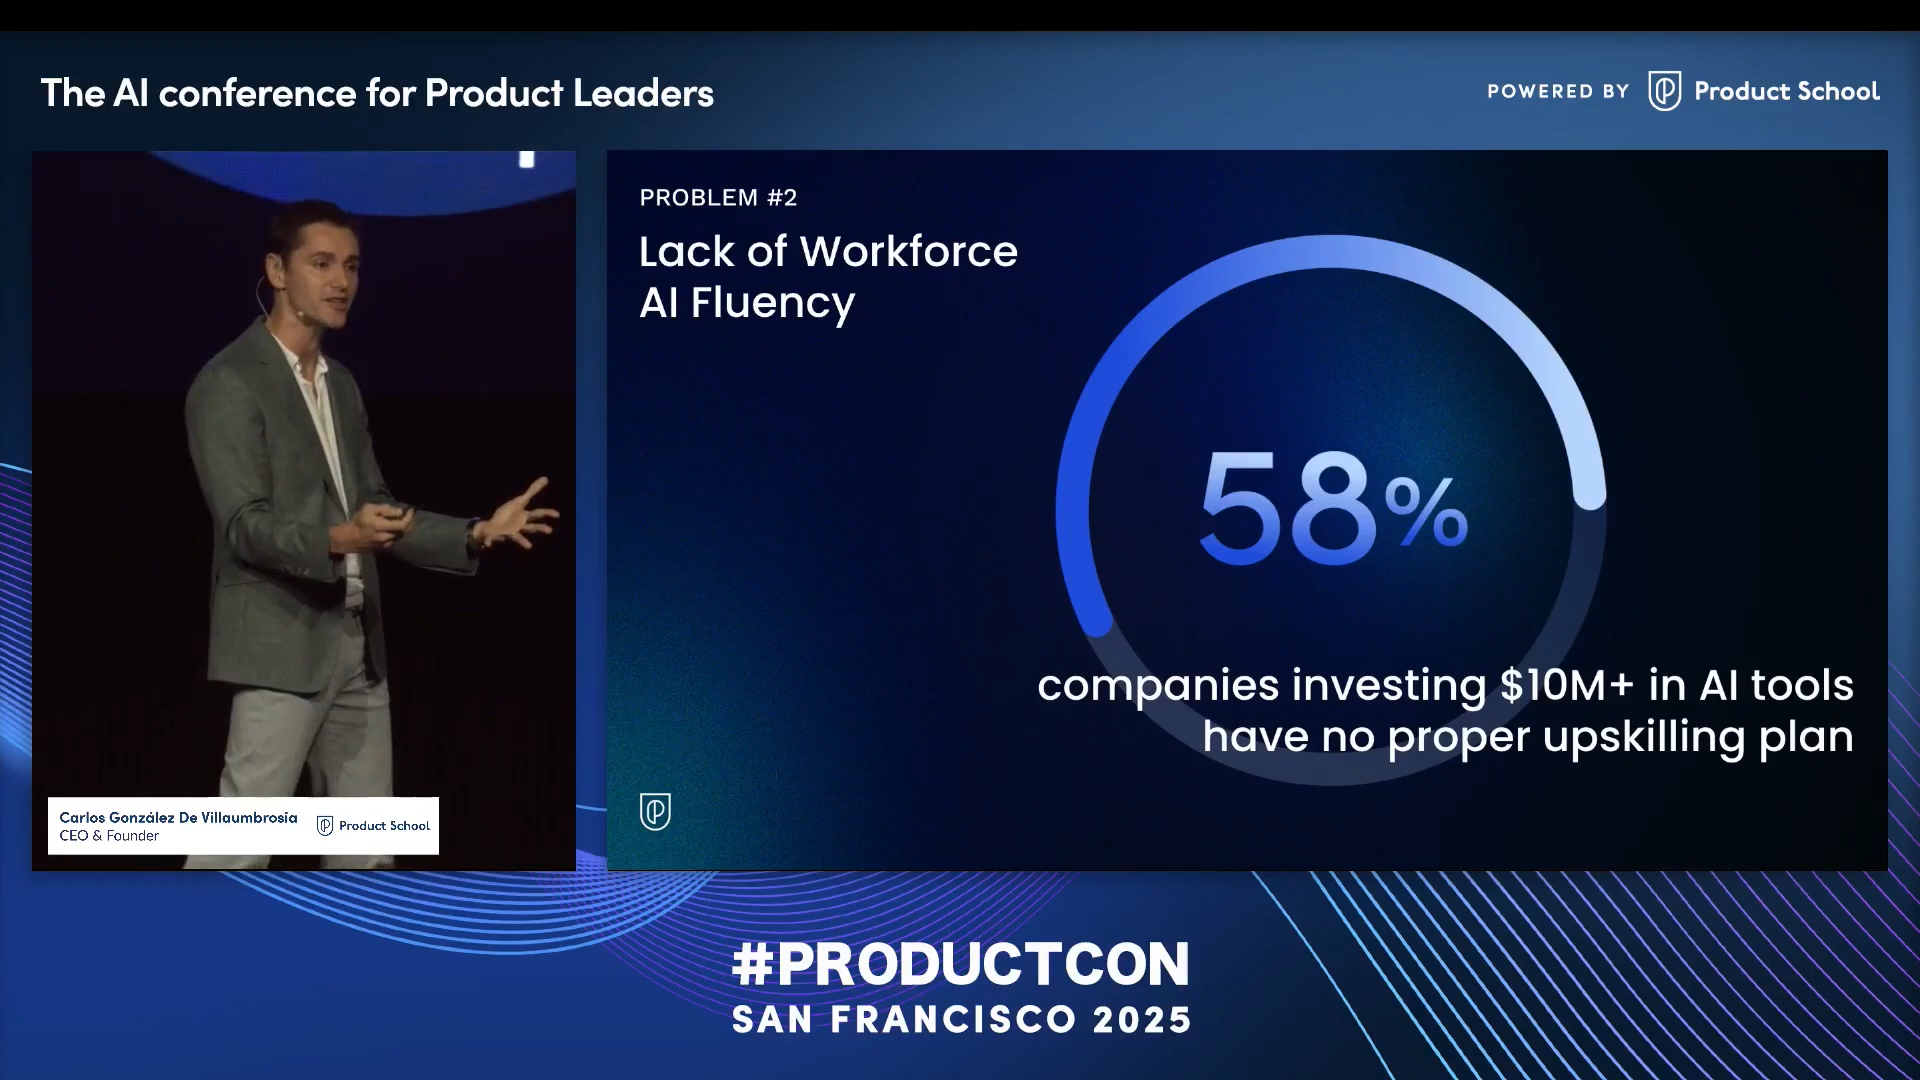 The AI conference for Product Leaders
POWERED BY Product School
PROBLEM #2
Lack of Workforce
AI Fluency
58%
companies investing $10M+ in AI tools
have no proper upskilling plan
Carlos González De Villaumbrosia
CEO & Founder
Product School
#PRODUCTCON
SAN FRANCISCO 2025